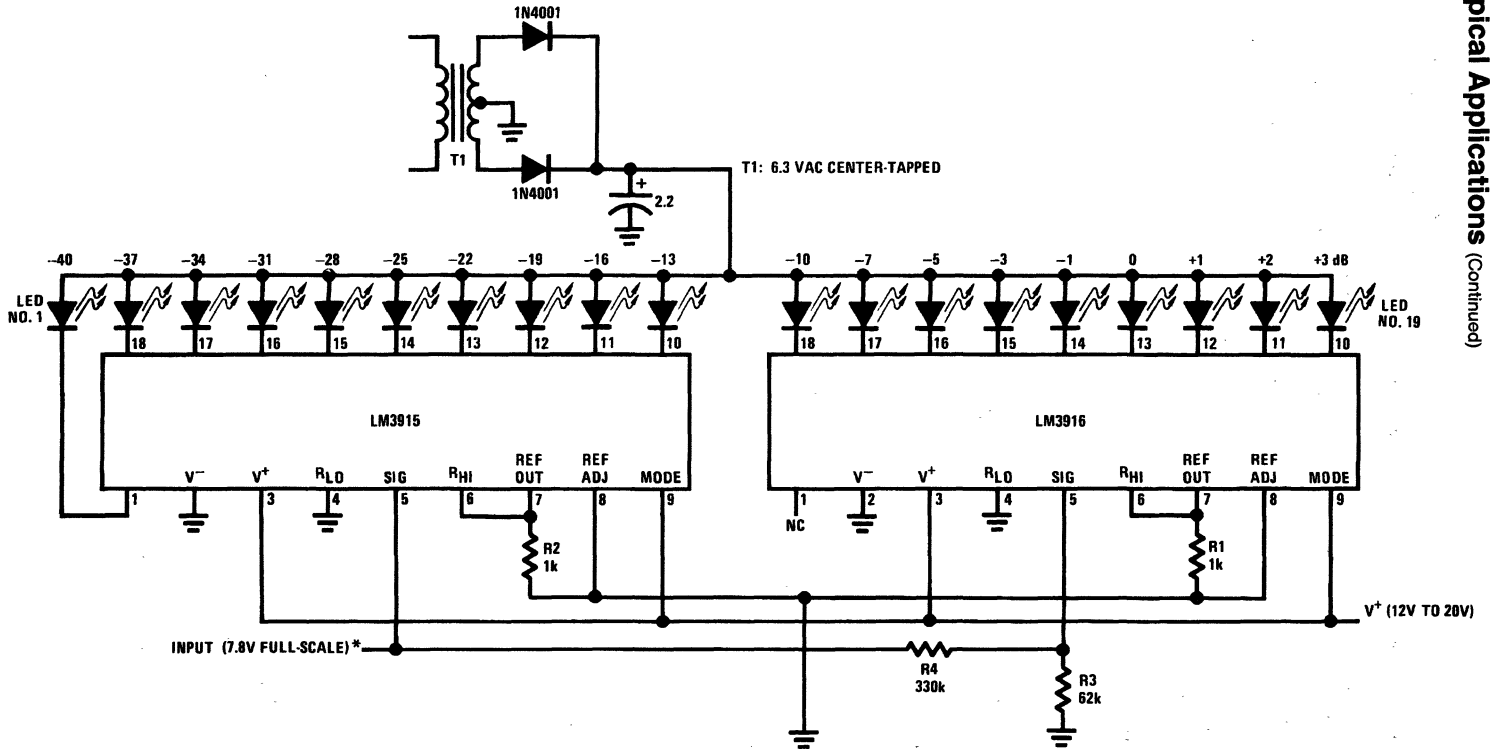 pical Applications (Continued)
1N4001
T1
1N4001
+
2.2
T1: 6.3 VAC CENTER-TAPPED
-40 -37 -34 -31 -28 -25 -22 -19 -16 -13 -10 -7 -5 -3 -1 0 +1 +2 +3 dB
LED
NO. 1
LED
NO. 19
18 17 16 15 14 13 12 11 10
18 17 16 15 14 13 12 11 10
LM3915
LM3916
V− V+ RLO SIG RHI REF OUT REF ADJ MODE
V− V+ RLO SIG RHI REF OUT REF ADJ MODE
1 3 4 5 6 7 8 9
1 2 3 4 5 6 7 8 9
NC
R2
1k
R1
1k
V+ (12V TO 20V)
INPUT (7.8V FULL-SCALE)*
R4
330k
R3
62k